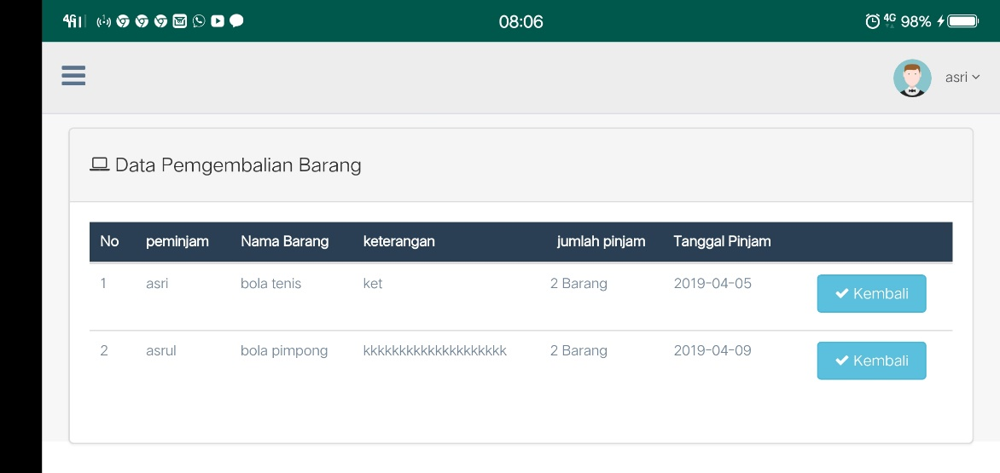 4G 08:06 4G 98%
asri
Data Pemgembalian Barang
No peminjam Nama Barang keterangan jumlah pinjam Tanggal Pinjam
1 asri bola tenis ket 2 Barang 2019-04-05 Kembali
2 asrul bola pimpong kkkkkkkkkkkkkkkkkkkk 2 Barang 2019-04-09 Kembali